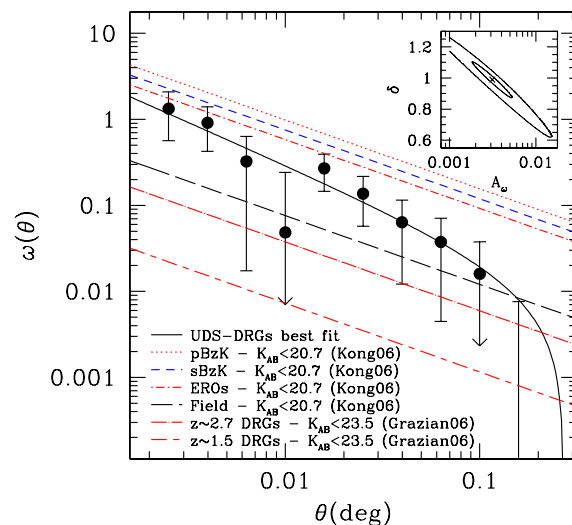 10
1
0.1
0.01
0.001
ω(θ)
0.01
0.1
θ(deg)
1.2
1
0.8
0.6
δ
0.001
0.01
A_ω
UDS-DRGs best fit
pBzK - K_AB<20.7 (Kong06)
sBzK - K_AB<20.7 (Kong06)
EROs - K_AB<20.7 (Kong06)
Field - K_AB<20.7 (Kong06)
z~2.7 DRGs - K_AB<23.5 (Grazian06)
z~1.5 DRGs - K_AB<23.5 (Grazian06)